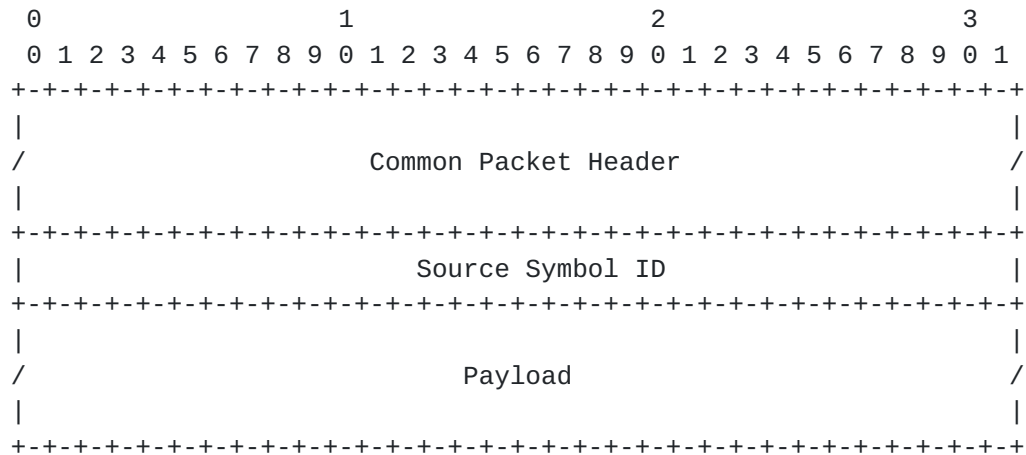 0                   1                   2                   3
 0 1 2 3 4 5 6 7 8 9 0 1 2 3 4 5 6 7 8 9 0 1 2 3 4 5 6 7 8 9 0 1
+-+-+-+-+-+-+-+-+-+-+-+-+-+-+-+-+-+-+-+-+-+-+-+-+-+-+-+-+-+-+-+-+
|                                                               |
/                      Common Packet Header                     /
|                                                               |
+-+-+-+-+-+-+-+-+-+-+-+-+-+-+-+-+-+-+-+-+-+-+-+-+-+-+-+-+-+-+-+-+
|                         Source Symbol ID                      |
+-+-+-+-+-+-+-+-+-+-+-+-+-+-+-+-+-+-+-+-+-+-+-+-+-+-+-+-+-+-+-+-+
|                                                               |
/                            Payload                            /
|                                                               |
+-+-+-+-+-+-+-+-+-+-+-+-+-+-+-+-+-+-+-+-+-+-+-+-+-+-+-+-+-+-+-+-+